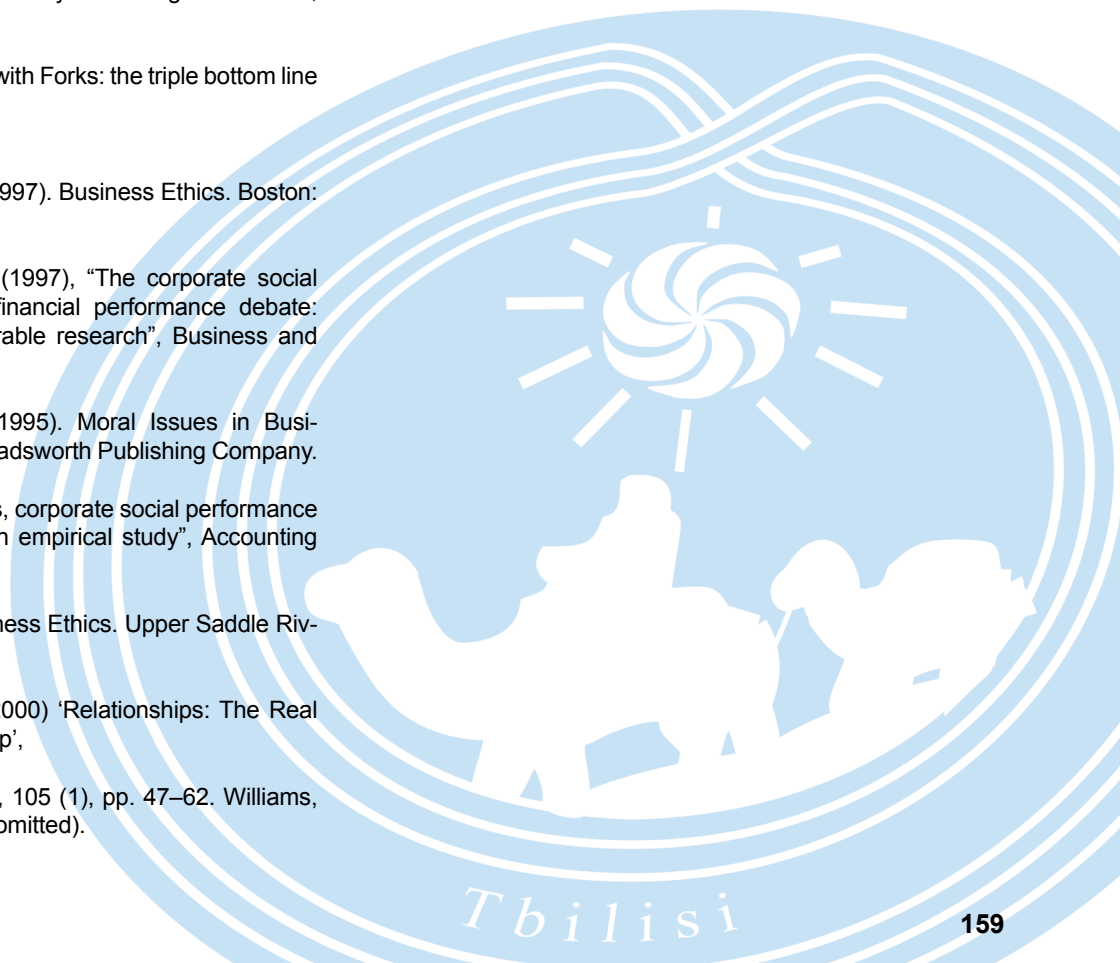 with Forks: the triple bottom line
997). Business Ethics. Boston:
(1997), “The corporate social
financial performance debate:
rable research”, Business and
1995). Moral Issues in Busi-
adsworth Publishing Company.
s, corporate social performance
n empirical study”, Accounting
ness Ethics. Upper Saddle Riv-
2000) ‘Relationships: The Real
p’,
, 105 (1), pp. 47–62. Williams,
omitted).
Tbilisi
159